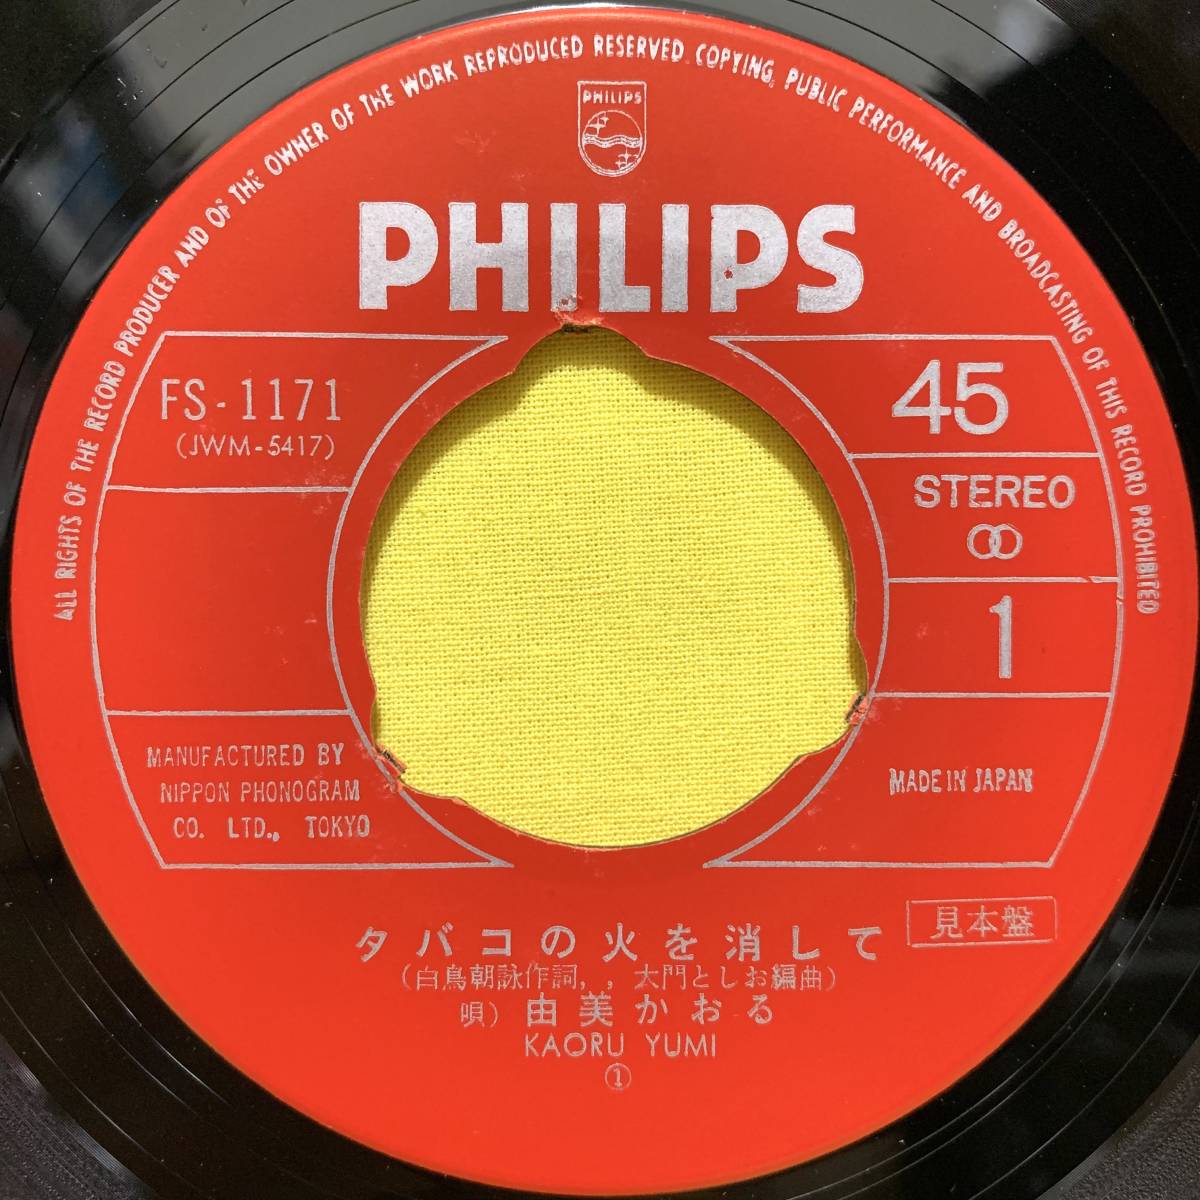 ALL RIGHTS OF THE RECORD PRODUCER AND OF THE OWNER OF THE WORK REPRODUCED RESERVED. COPYING, PUBLIC PERFORMANCE AND BROADCASTING OF THIS RECORD PROHIBITED
PHILIPS
PHILIPS
FS-1171
(JWM-5417)
45
STEREO
1
MANUFACTURED BY
NIPPON PHONOGRAM
CO. LTD., TOKYO
MADE IN JAPAN
見本盤
タバコの火を消して
(白鳥朝詠作詞,, 大門としお編曲)
唄) 由美かおる
KAORU YUMI
①